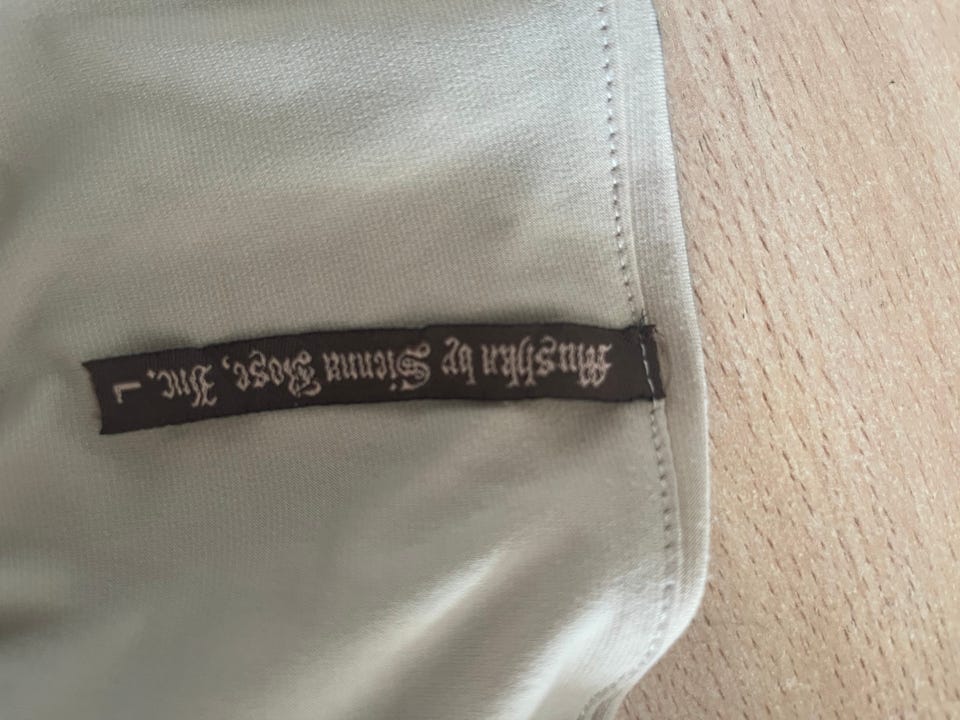 Mushka by Sienna Rose, Inc.
L